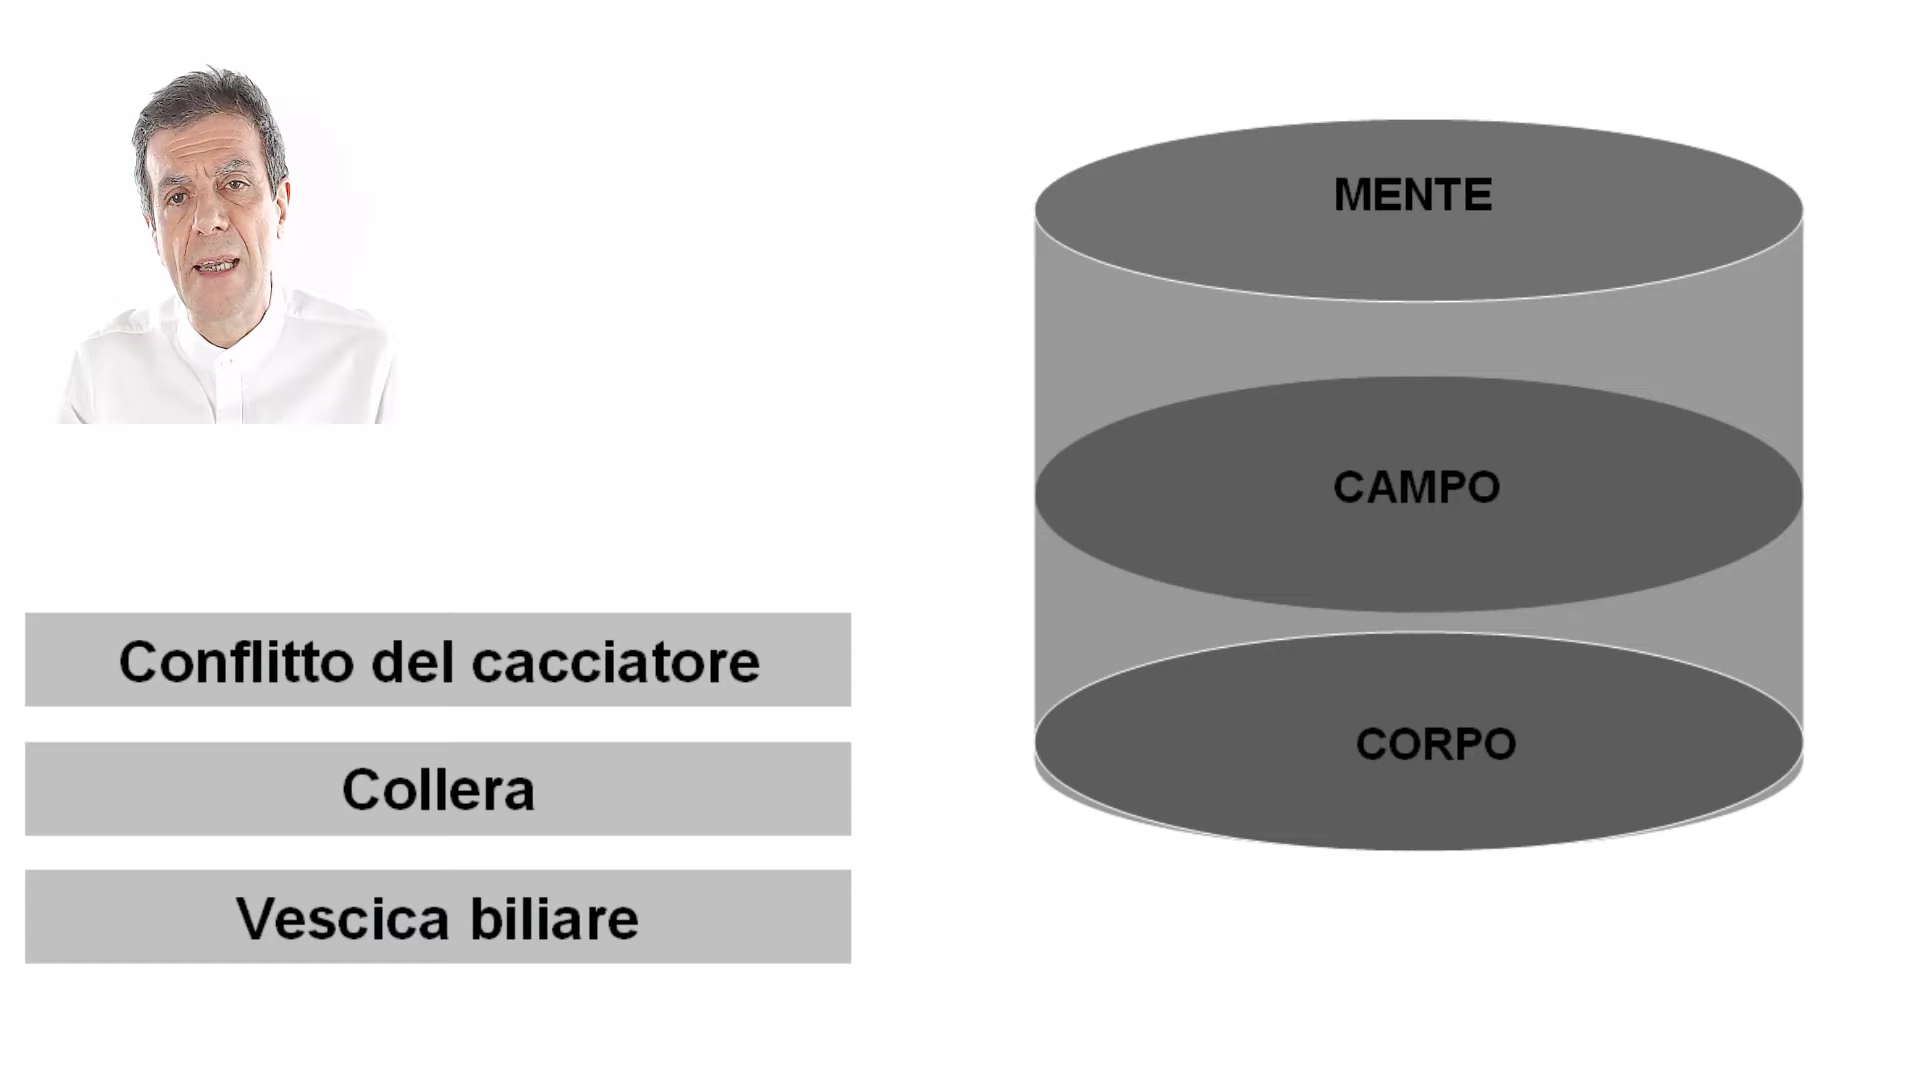 Conflitto del cacciatore
Collera
Vescica biliare
MENTE
CAMPO
CORPO